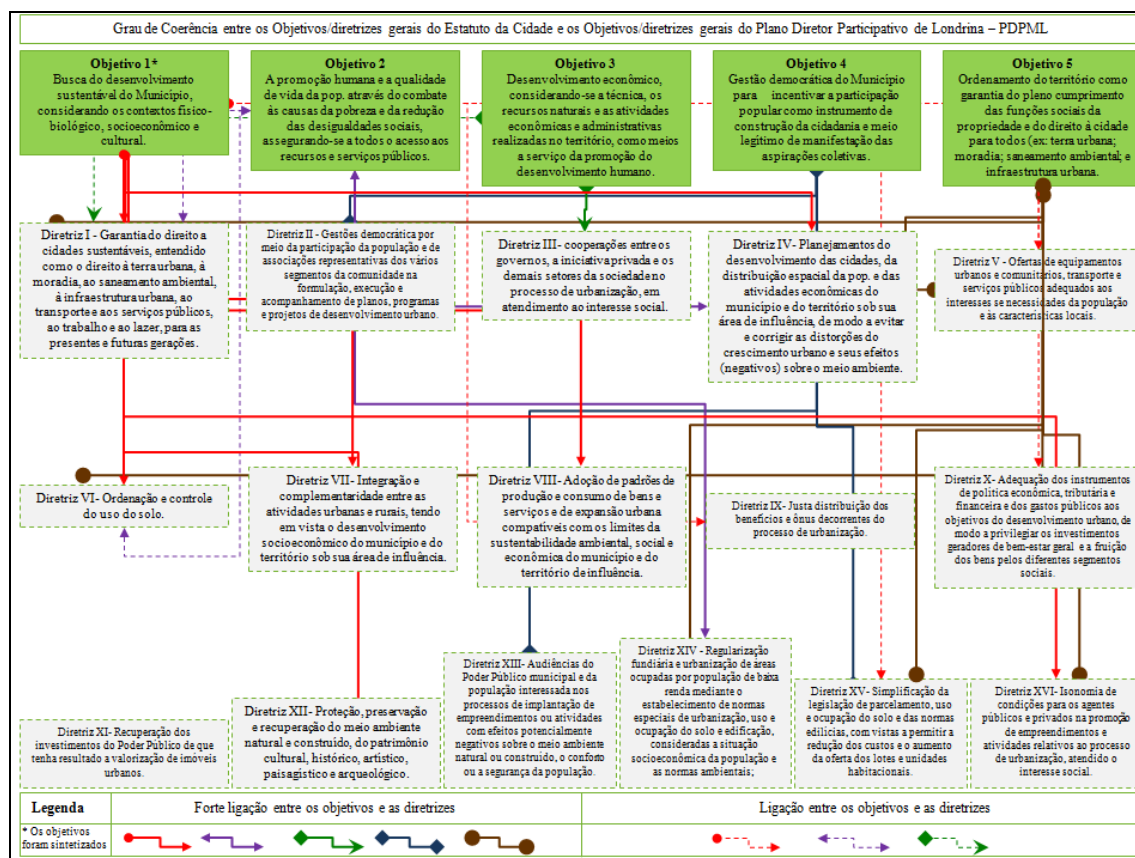 Grau de Coerência entre os Objetivos/diretrizes gerais do Estatuto da Cidade e os Objetivos/diretrizes gerais do Plano Diretor Participativo de Londrina – PDPML
Objetivo 1*
Busca do desenvolvimento
sustentável do Município,
considerando os contextos físico-
biológico, socioeconômico e
cultural.
Objetivo 2
A promoção humana e a qualidade
de vida da pop. através do combate
às causas da pobreza e da redução
das desigualdades sociais,
assegurando-se a todos o acesso aos
recursos e serviços públicos.
Objetivo 3
Desenvolvimento econômico,
considerando-se a técnica, os
recursos naturais e as atividades
econômicas e administrativas
realizadas no território, como meios
a serviço da promoção do
desenvolvimento humano.
Objetivo 4
Gestão democrática do Município
para incentivar a participação
popular como instrumento de
construção da cidadania e meio
legítimo de manifestação das
aspirações coletivas.
Objetivo 5
Ordenamento do território como
garantia do pleno cumprimento
das funções sociais da
propriedade e do direito à cidade
para todos (ex: terra urbana;
moradia; saneamento ambiental; e
infraestrutura urbana.
Diretriz I - Garantia do direito a
cidades sustentáveis, entendido
como o direito à terra urbana, à
moradia, ao saneamento ambiental,
à infraestrutura urbana, ao
transporte e aos serviços públicos,
ao trabalho e ao lazer, para as
presentes e futuras gerações.
Diretriz II - Gestões democrática por
meio da participação da população e de
associações representativas dos vários
segmentos da comunidade na
formulação, execução e
acompanhamento de planos, programas
e projetos de desenvolvimento urbano.
Diretriz III- cooperações entre os
governos, a iniciativa privada e os
demais setores da sociedade no
processo de urbanização, em
atendimento ao interesse social.
Diretriz IV- Planejamentos do
desenvolvimento das cidades, da
distribuição espacial da pop. e das
atividades econômicas do
município e do território sob sua
área de influência, de modo a evitar
e corrigir as distorções do
crescimento urbano e seus efeitos
(negativos) sobre o meio ambiente.
Diretriz V - Ofertas de equipamentos
urbanos e comunitários, transporte e
serviços públicos adequados aos
interesses se necessidades da população
e às características locais.
Diretriz VI- Ordenação e controle
do uso do solo.
Diretriz VII- Integração e
complementaridade entre as
atividades urbanas e rurais, tendo
em vista o desenvolvimento
socioeconômico do município e do
território sob sua área de influência.
Diretriz VIII- Adoção de padrões de
produção e consumo de bens e
serviços e de expansão urbana
compatíveis com os limites da
sustentabilidade ambiental, social e
econômica do município e do
território de influência.
Diretriz IX- Justa distribuição dos
benefícios e ônus decorrentes do
processo de urbanização.
Diretriz X- Adequação dos instrumentos
de política econômica, tributária e
financeira e dos gastos públicos aos
objetivos do desenvolvimento urbano, de
modo a privilegiar os investimentos
geradores de bem-estar geral e a fruição
dos bens pelos diferentes segmentos
sociais.
Diretriz XI- Recuperação dos
investimentos do Poder Público de que
tenha resultado a valorização de imóveis
urbanos.
Diretriz XII- Proteção, preservação
e recuperação do meio ambiente
natural e construído, do patrimônio
cultural, histórico, artístico,
paisagístico e arqueológico.
Diretriz XIII- Audiências do
Poder Público municipal e da
população interessada nos
processos de implantação de
empreendimentos ou atividades
com efeitos potencialmente
negativos sobre o meio ambiente
natural ou construído, o conforto
ou a segurança da população.
Diretriz XIV - Regularização
fundiária e urbanização de áreas
ocupadas por população de baixa
renda mediante o
estabelecimento de normas
especiais de urbanização, uso e
ocupação do solo e edificação,
consideradas a situação
socioeconômica da população e
as normas ambientais;
Diretriz XV- Simplificação da
legislação de parcelamento, uso
e ocupação do solo e das normas
edilícias, com vistas a permitir a
redução dos custos e o aumento
da oferta dos lotes e unidades
habitacionais.
Diretriz XVI- Isonomia de
condições para os agentes
públicos e privados na promoção
de empreendimentos e
atividades relativos ao processo
de urbanização, atendido o
interesse social.
Legenda
Forte ligação entre os objetivos e as diretrizes
Ligação entre os objetivos e as diretrizes
* Os objetivos
foram sintetizados